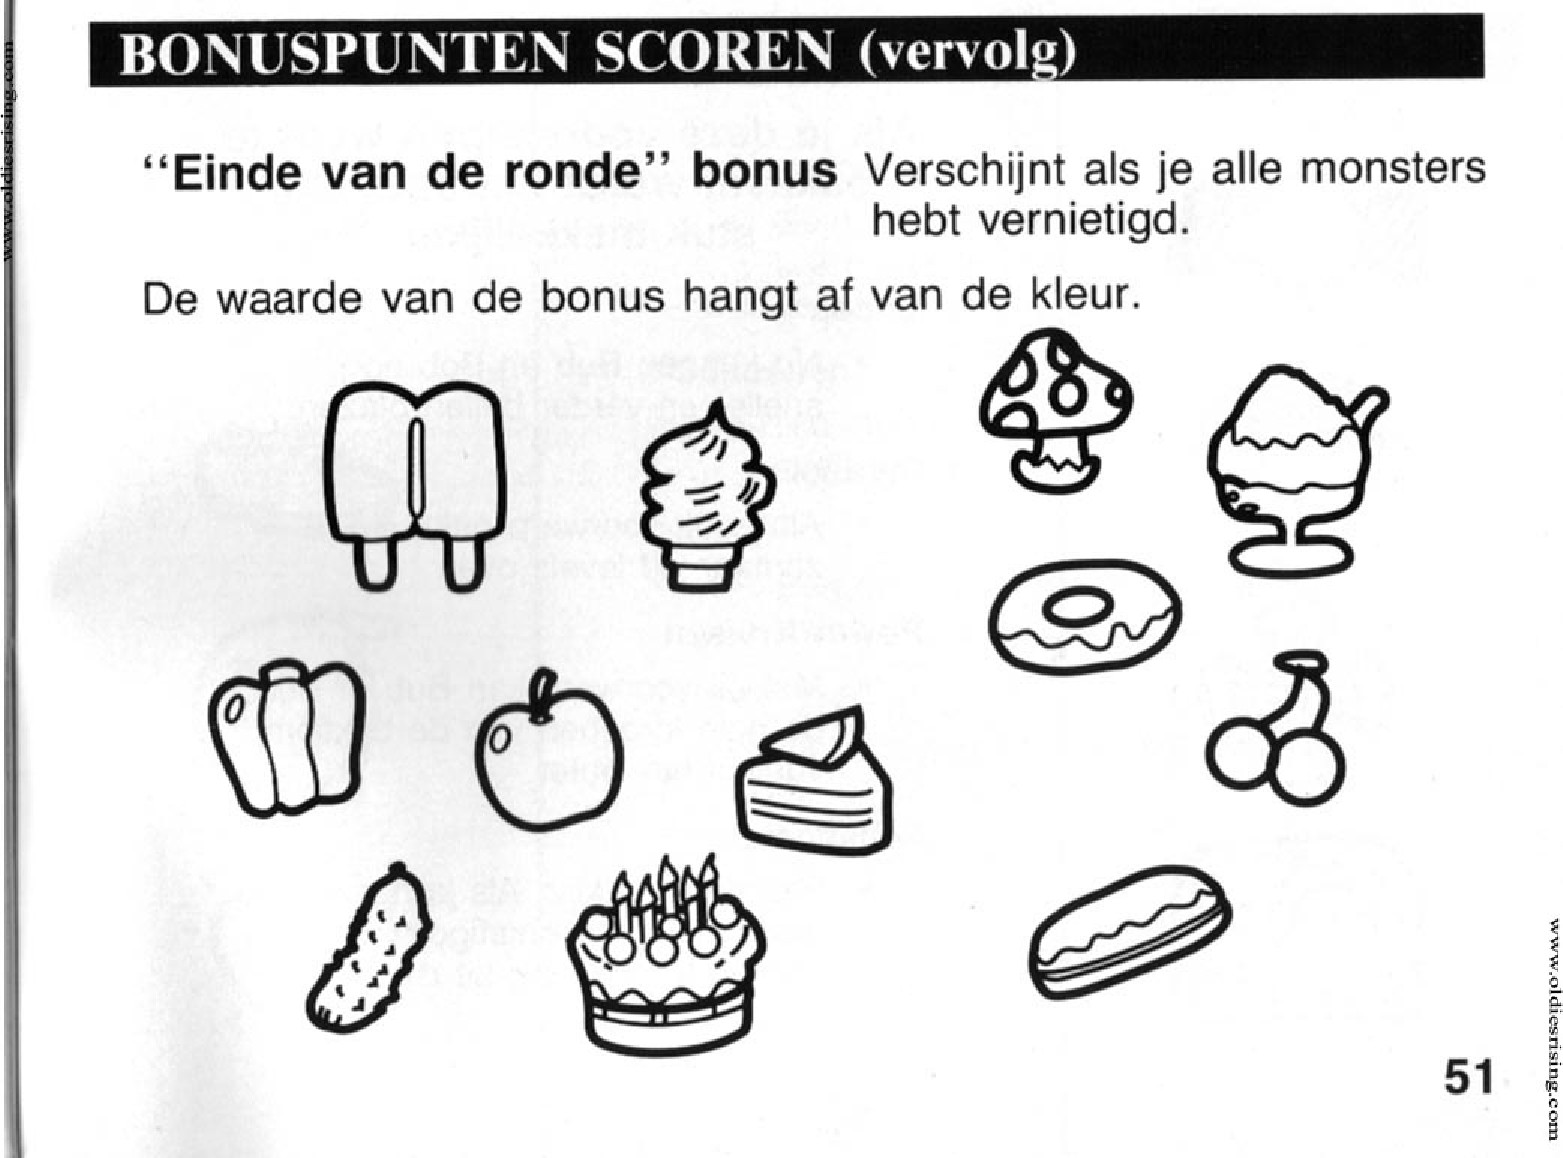 BONUSPUNTEN SCOREN (vervolg)
“Einde van de ronde” bonus Verschijnt als je alle monsters
hebt vernietigd.
De waarde van de bonus hangt af van de kleur.
51
www.oldiesrising.com
www.oldiesrising.com